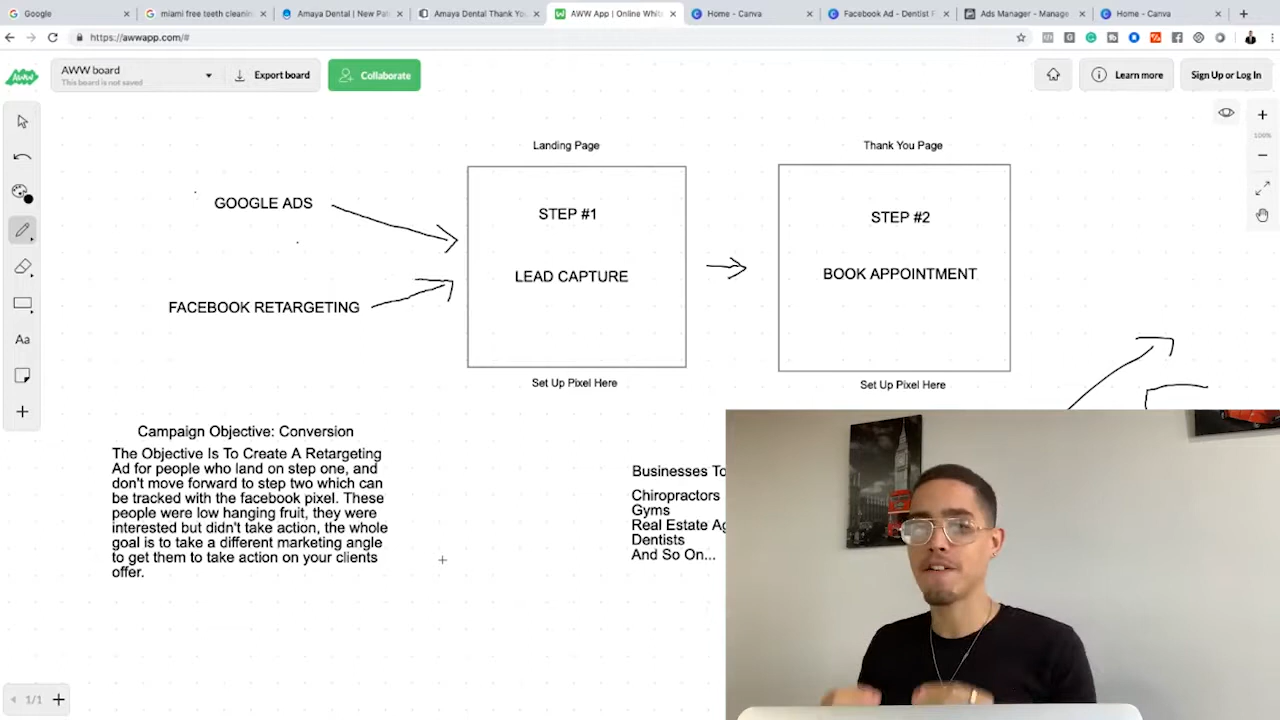 Google
miami free teeth cleanin
Amaya Dental | New Pati
Amaya Dental Thank You
AWW App | Online Whit
Home - Canva
Facebook Ad - Dentist F
Ads Manager - Manage
Home - Canva
https://awwapp.com/#
AWW
AWW board
This board is not saved
Export board
Collaborate
Learn more
Sign Up or Log In
100%
Aa
1/1
Landing Page
Thank You Page
GOOGLE ADS
STEP #1
STEP #2
LEAD CAPTURE
BOOK APPOINTMENT
FACEBOOK RETARGETING
Set Up Pixel Here
Set Up Pixel Here
Campaign Objective: Conversion
The Objective Is To Create A Retargeting
Ad for people who land on step one, and
don't move forward to step two which can
be tracked with the facebook pixel. These
people were low hanging fruit, they were
interested but didn't take action, the whole
goal is to take a different marketing angle
to get them to take action on your clients
offer.
Businesses To
Chiropractors
Gyms
Real Estate Ag
Dentists
And So On...